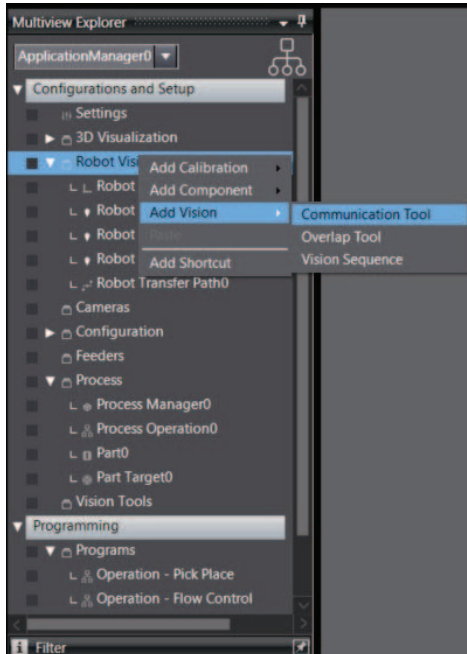 Multiview Explorer
ApplicationManager0
Configurations and Setup
Settings
3D Visualization
Robot Vis
Add Calibration
Robot
Add Component
Robot
Add Vision
Communication Tool
Robot
Paste
Overlap Tool
Robot
Add Shortcut
Vision Sequence
Robot Transfer Path0
Cameras
Configuration
Feeders
Process
Process Manager0
Process Operation0
Part0
Part Target0
Vision Tools
Programming
Programs
Operation - Pick Place
Operation - Flow Control
Filter